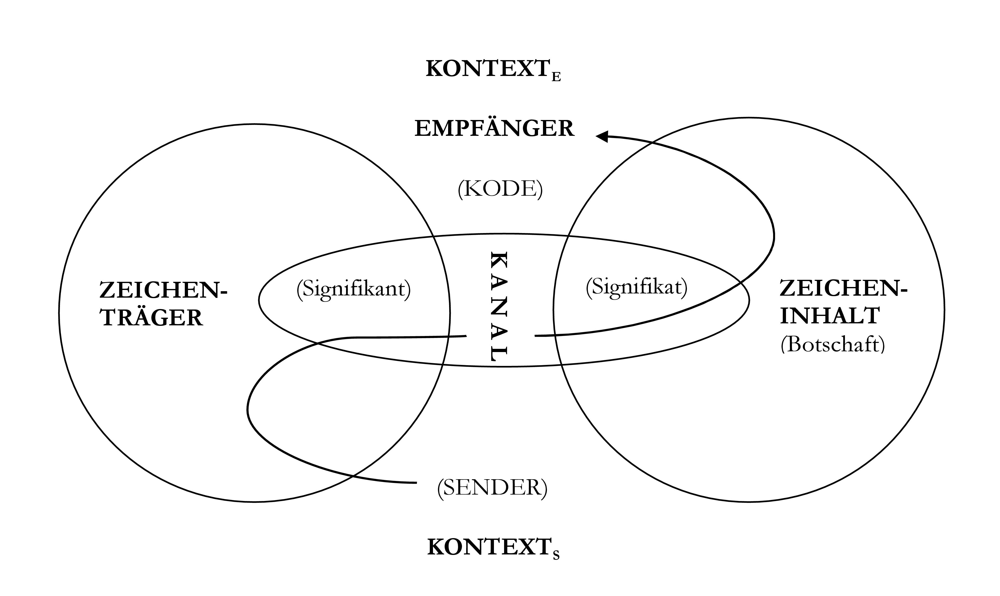 KONTEXTE
EMPFÄNGER
(KODE)
ZEICHEN-
TRÄGER
(Signifikant)
KANAL
(Signifikat)
ZEICHEN-
INHALT
(Botschaft)
(SENDER)
KONTEXTS